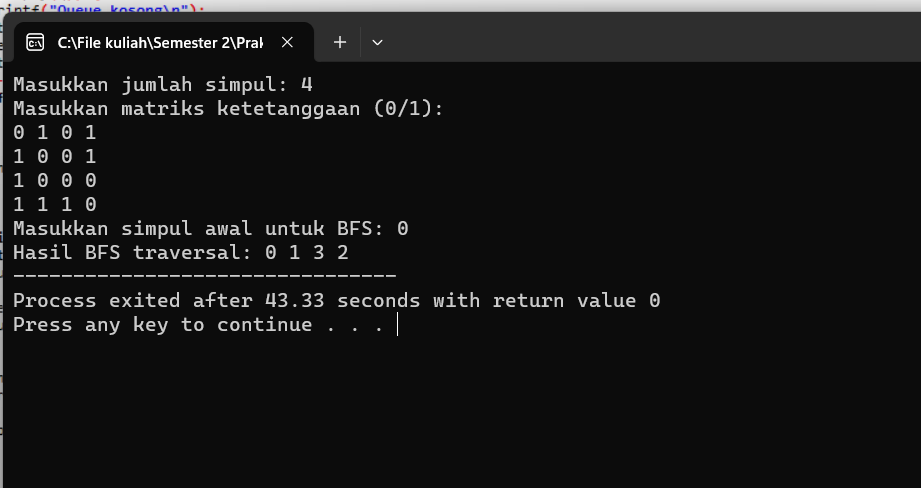 rintf("Queue kosong\n");
C:\File kuliah\Semester 2\Prak
Masukkan jumlah simpul: 4
Masukkan matriks ketetanggaan (0/1):
0 1 0 1
1 0 0 1
1 0 0 0
1 1 1 0
Masukkan simpul awal untuk BFS: 0
Hasil BFS traversal: 0 1 3 2
--------------------------------
Process exited after 43.33 seconds with return value 0
Press any key to continue . . .